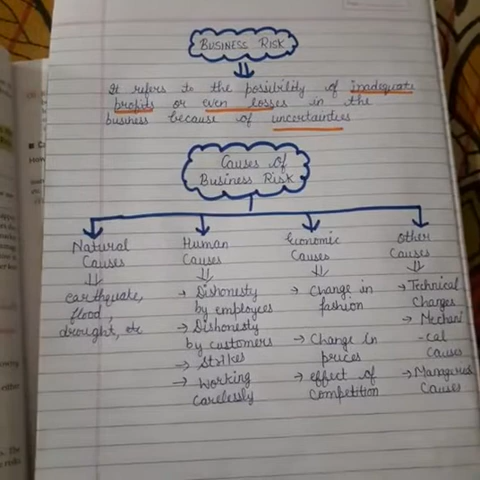 BUSINESS RISK
It refers to the possibility of inadequate
profits or even losses in the
business because of uncertainties
Causes of
Business Risk
Natural
Causes
earthquake,
flood,
drought, etc
Human
Causes
→ Dishonesty
by employees
→ Dishonesty
by customers
→ Strikes
→ Working
carelessly
Economic
Causes
→ Change in
fashion
→ Change in
prices
→ effect of
competition
Other
Causes
→ Technical
Changes
→ Mechani
-cal
Causes
→ Managerial
Causes